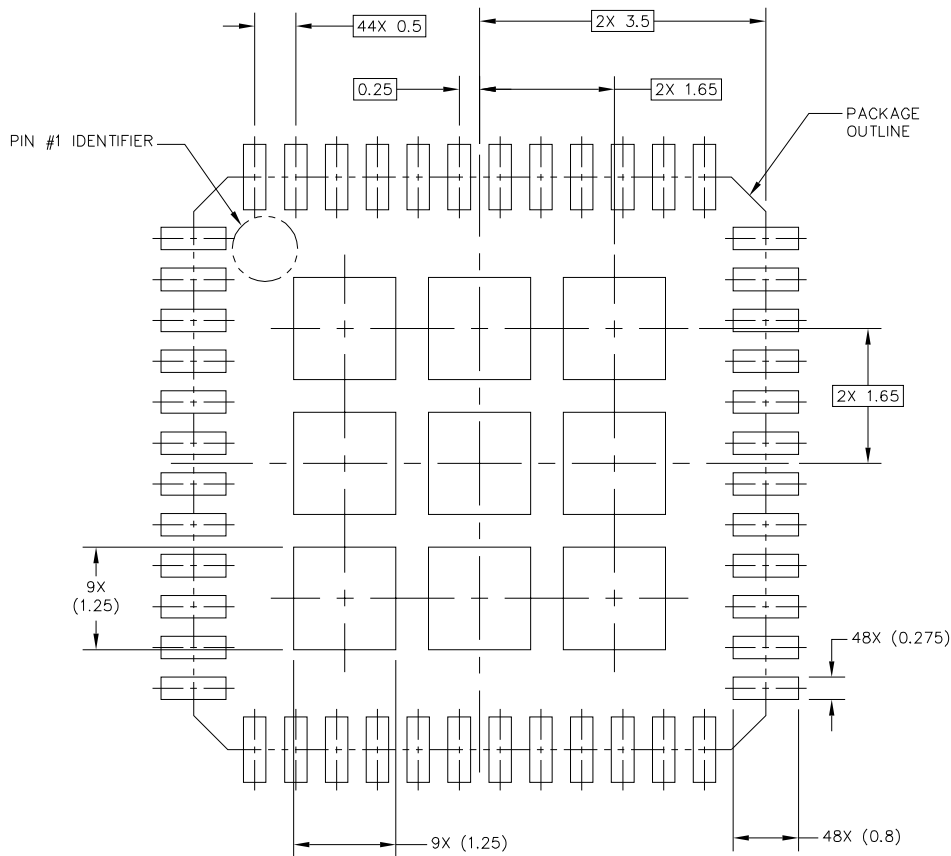 44X 0.5
2X 3.5
0.25
2X 1.65
PIN #1 IDENTIFIER
PACKAGE
OUTLINE
2X 1.65
9X
(1.25)
48X (0.275)
9X (1.25)
48X (0.8)